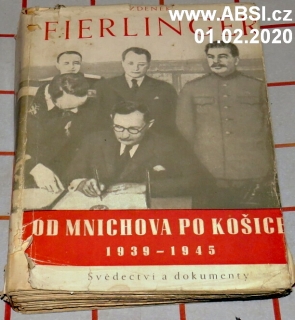 www.ABSI.cz
01.02.2020
ZDENĚK
FIERLINGER
OD MNICHOVA PO KOŠICE
1939–1945
Svědectví a dokumenty